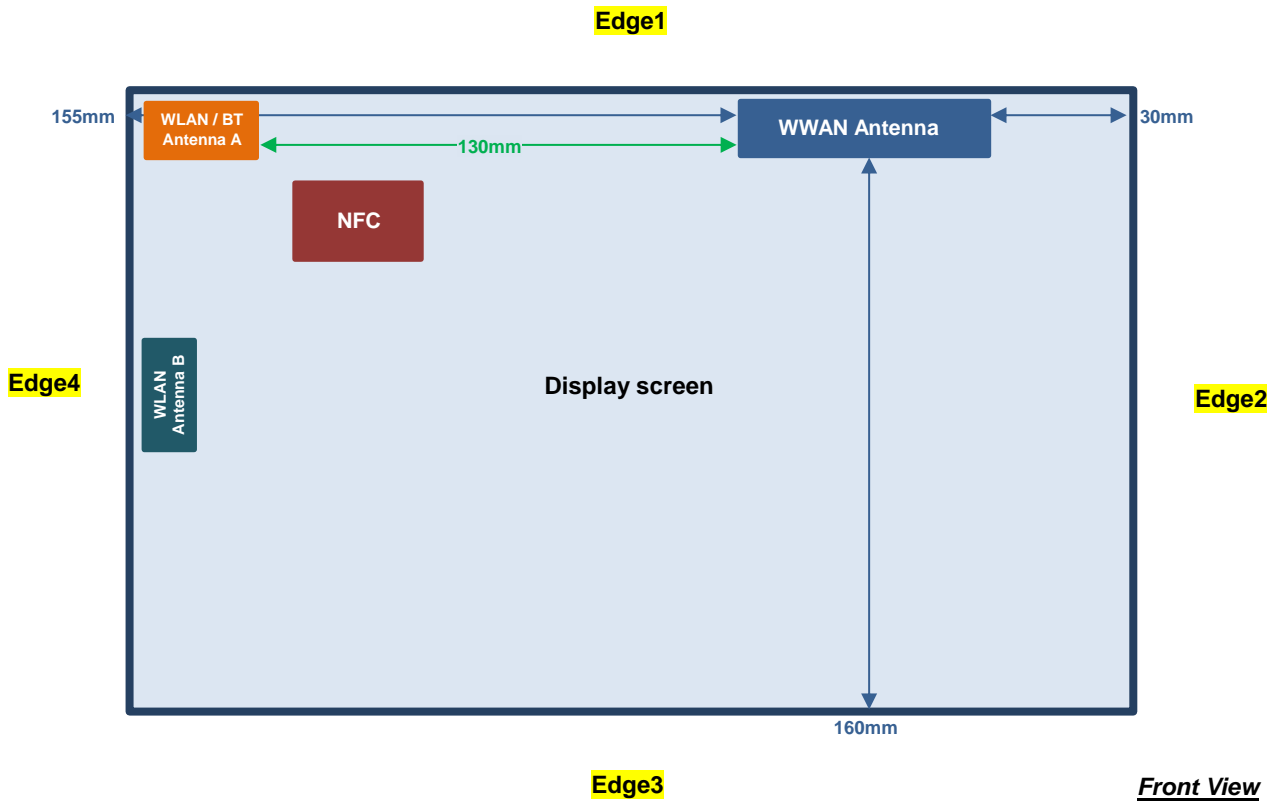 Edge1
155mm
WLAN / BT
Antenna A
WWAN Antenna
30mm
130mm
NFC
Edge4
WLAN
Antenna B
Display screen
Edge2
160mm
Edge3
Front View